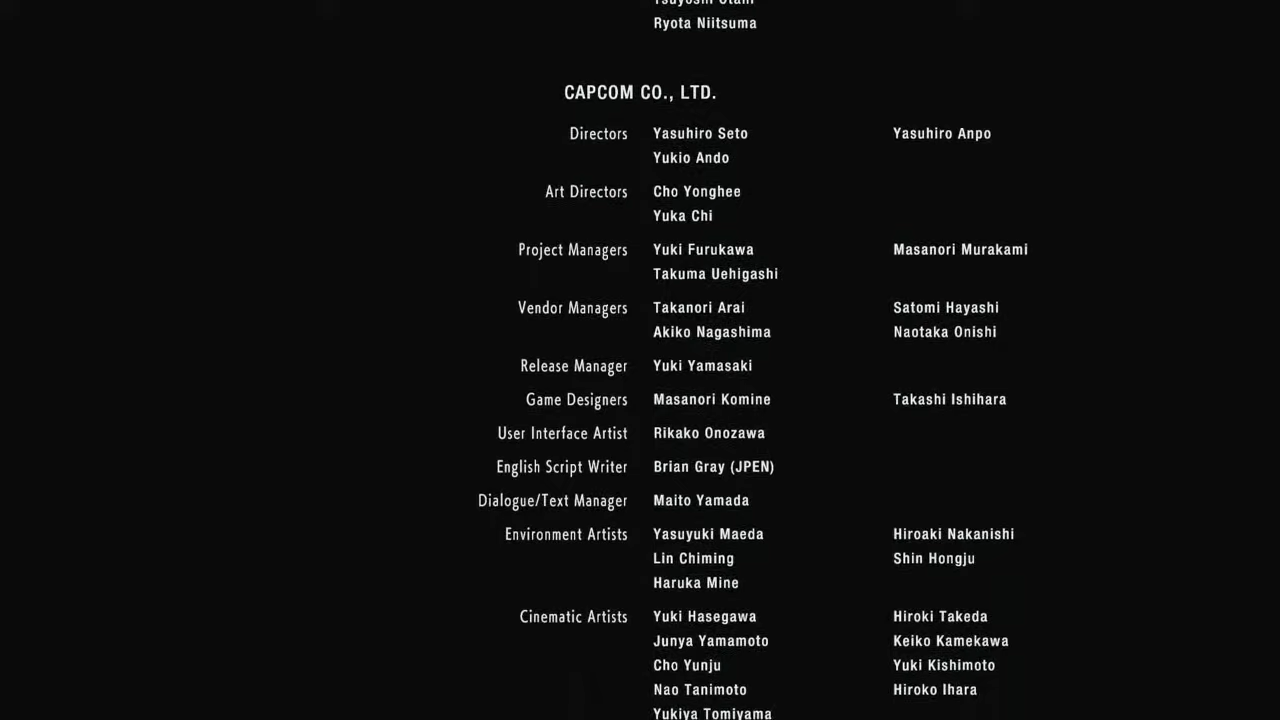 Tsuyoshi Otani
Ryota Niitsuma
CAPCOM CO., LTD.
Directors Yasuhiro Seto Yasuhiro Anpo
Yukio Ando
Art Directors Cho Yonghee
Yuka Chi
Project Managers Yuki Furukawa Masanori Murakami
Takuma Uehigashi
Vendor Managers Takanori Arai Satomi Hayashi
Akiko Nagashima Naotaka Onishi
Release Manager Yuki Yamasaki
Game Designers Masanori Komine Takashi Ishihara
User Interface Artist Rikako Onozawa
English Script Writer Brian Gray (JPEN)
Dialogue/Text Manager Maito Yamada
Environment Artists Yasuyuki Maeda Hiroaki Nakanishi
Lin Chiming Shin Hongju
Haruka Mine
Cinematic Artists Yuki Hasegawa Hiroki Takeda
Junya Yamamoto Keiko Kamekawa
Cho Yunju Yuki Kishimoto
Nao Tanimoto Hiroko Ihara
Yukiya Tomiyama